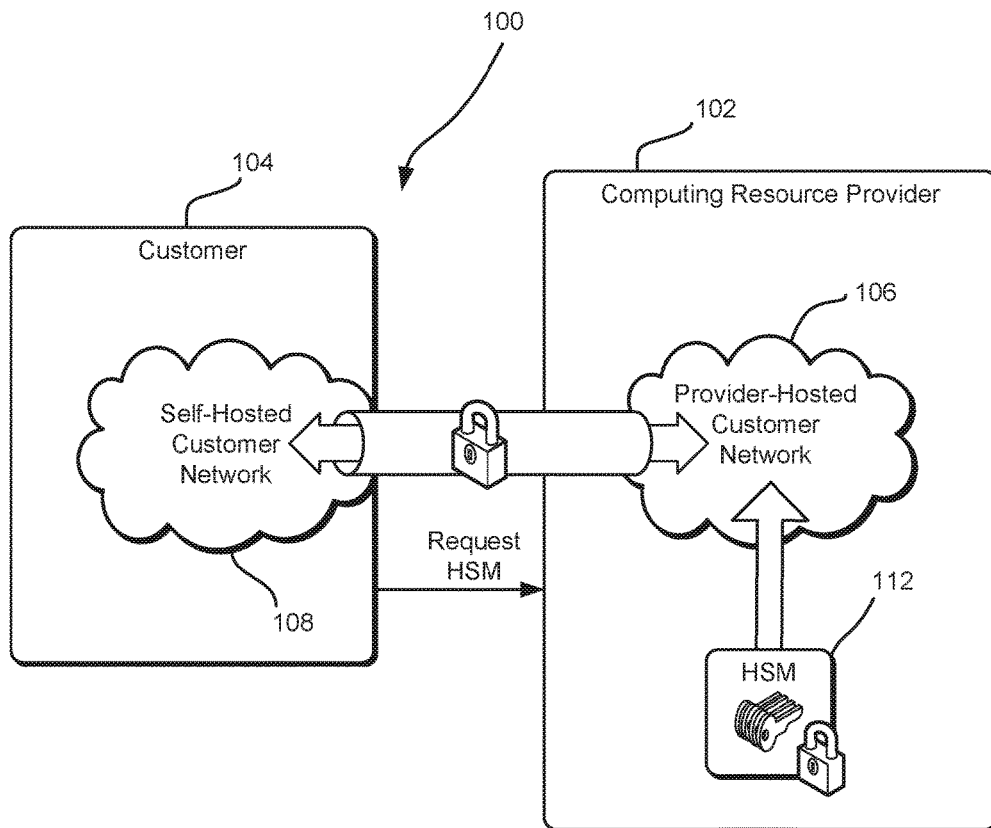 100
102
104
Computing Resource Provider
Customer
106
Self-Hosted
Customer
Network
Provider-Hosted
Customer
Network
Request
HSM
108
112
HSM